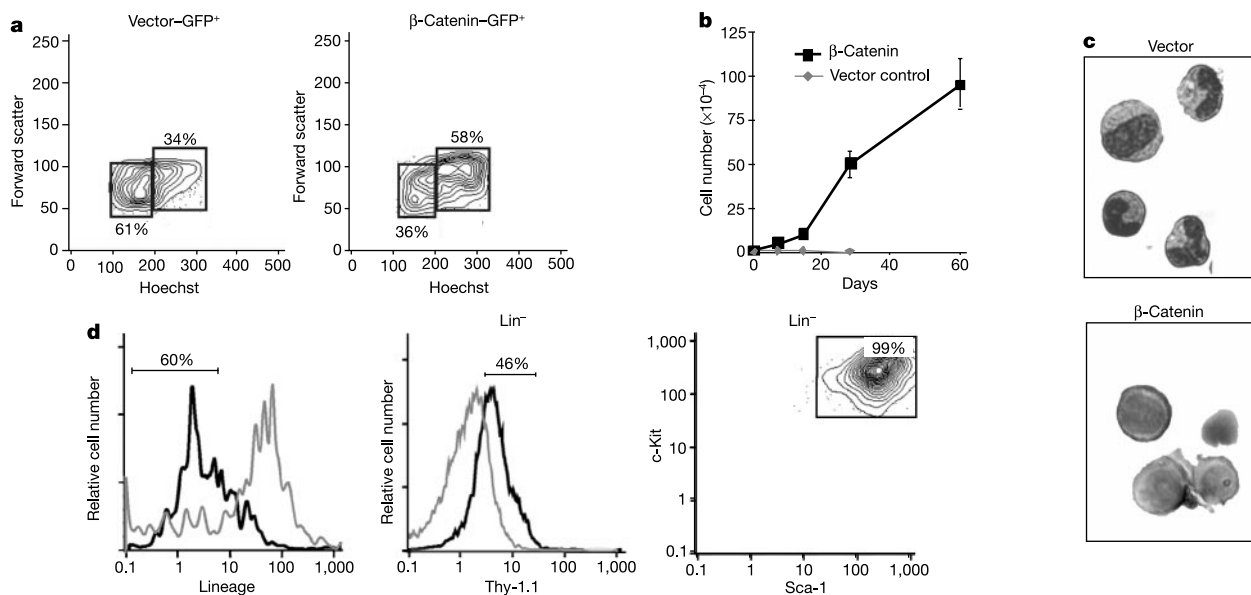 a
Vector–GFP⁺
β-Catenin–GFP⁺
250
200
150
100
50
0
Forward scatter
34%
61%
0 100 200 300 400 500
Hoechst
250
200
150
100
50
0
Forward scatter
58%
36%
0 100 200 300 400 500
Hoechst
b
125
100
75
50
25
0
Cell number (×10⁻⁴)
β-Catenin
Vector control
0 20 40 60
Days
c
Vector
β-Catenin
d
60%
Relative cell number
0.1 1 10 100 1,000
Lineage
Lin⁻
46%
Relative cell number
0.1 1 10 100 1,000
Thy-1.1
Lin⁻
1,000
100
10
1
0.1
c-Kit
99%
0.1 1 10 100 1,000
Sca-1